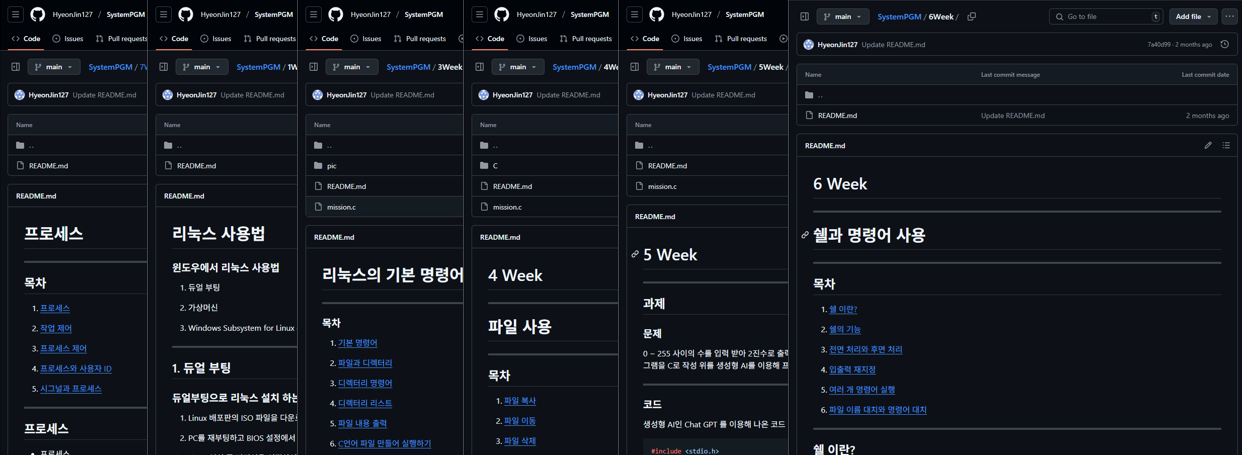 HyeonJin127 / SystemPGM
Code Issues Pull requests
main SystemPGM / 7W
HyeonJin127 Update README.md
Name
..
README.md
README.md
프로세스
목차
1. 프로세스
2. 작업 제어
3. 프로세스 제어
4. 프로세스와 사용자 ID
5. 시그널과 프로세스
프로세스
프로세스
HyeonJin127 / SystemPGM
Code Issues Pull requests
main SystemPGM / 1W
HyeonJin127 Update README.md
Name
..
README.md
README.md
리눅스 사용법
윈도우에서 리눅스 사용법
1. 듀얼 부팅
2. 가상머신
3. Windows Subsystem for Linux
1. 듀얼 부팅
듀얼부팅으로 리눅스 설치 하는
1. Linux 배포판의 ISO 파일을 다운로
2. PC를 재부팅하고 BIOS 설정에서
HyeonJin127 / SystemPGM
Code Issues Pull requests
main SystemPGM / 3Week
HyeonJin127 Update README.md
Name
..
pic
README.md
mission.c
README.md
리눅스의 기본 명령어
목차
1. 기본 명령어
2. 파일과 디렉터리
3. 디렉터리 명령어
4. 디렉터리 리스트
5. 파일 내용 출력
6. C언어 파일 만들어 실행하기
HyeonJin127 / SystemPGM
Code Issues Pull requests
main SystemPGM / 4We
HyeonJin127 Update README.md
Name
..
C
README.md
mission.c
README.md
4 Week
파일 사용
목차
1. 파일 복사
2. 파일 이동
3. 파일 삭제
HyeonJin127 / SystemPGM
Code Issues Pull requests
main SystemPGM / 5Week
HyeonJin127 Update README.md
Name
..
README.md
mission.c
README.md
5 Week
과제
문제
0 ~ 255 사이의 수를 입력 받아 2진수로 출력
그램을 C로 작성 위를 생성형 AI를 이용해 프
코드
생성형 AI인 Chat GPT 를 이용해 나온 코드
#include <stdio.h>
main SystemPGM / 6Week / Go to file t Add file
HyeonJin127 Update README.md 7a40d99 · 2 months ago
Name Last commit message Last commit date
..
README.md Update README.md 2 months ago
README.md
6 Week
쉘과 명령어 사용
목차
1. 쉘 이란?
2. 쉘의 기능
3. 전면 처리와 후면 처리
4. 입출력 재지정
5. 여러 개 명령어 실행
6. 파일 이름 대치와 명령어 대치
쉘 이란?